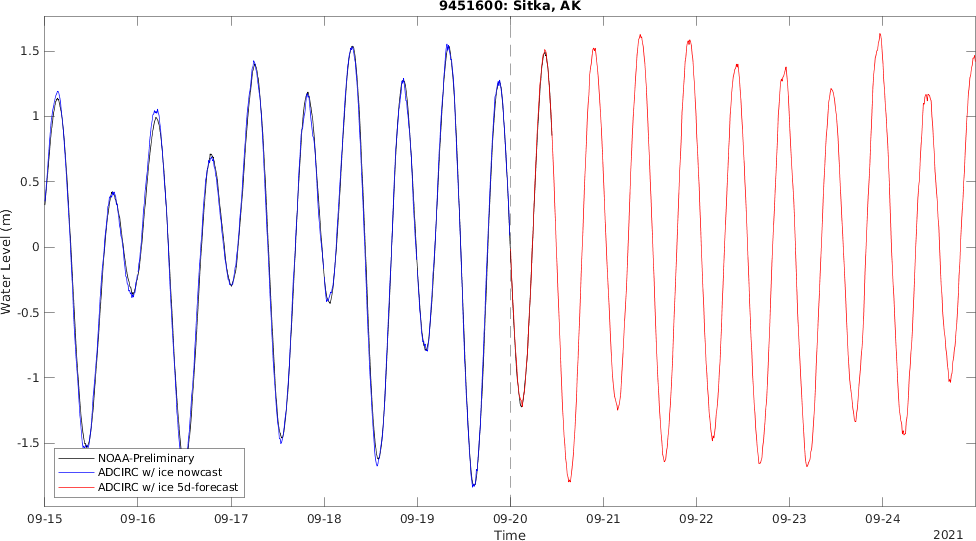 9451600: Sitka, AK
Water Level (m)
1.5
1
0.5
0
-0.5
-1
-1.5
NOAA-Preliminary
ADCIRC w/ ice nowcast
ADCIRC w/ ice 5d-forecast
09-15 09-16 09-17 09-18 09-19 09-20 09-21 09-22 09-23 09-24
Time
2021